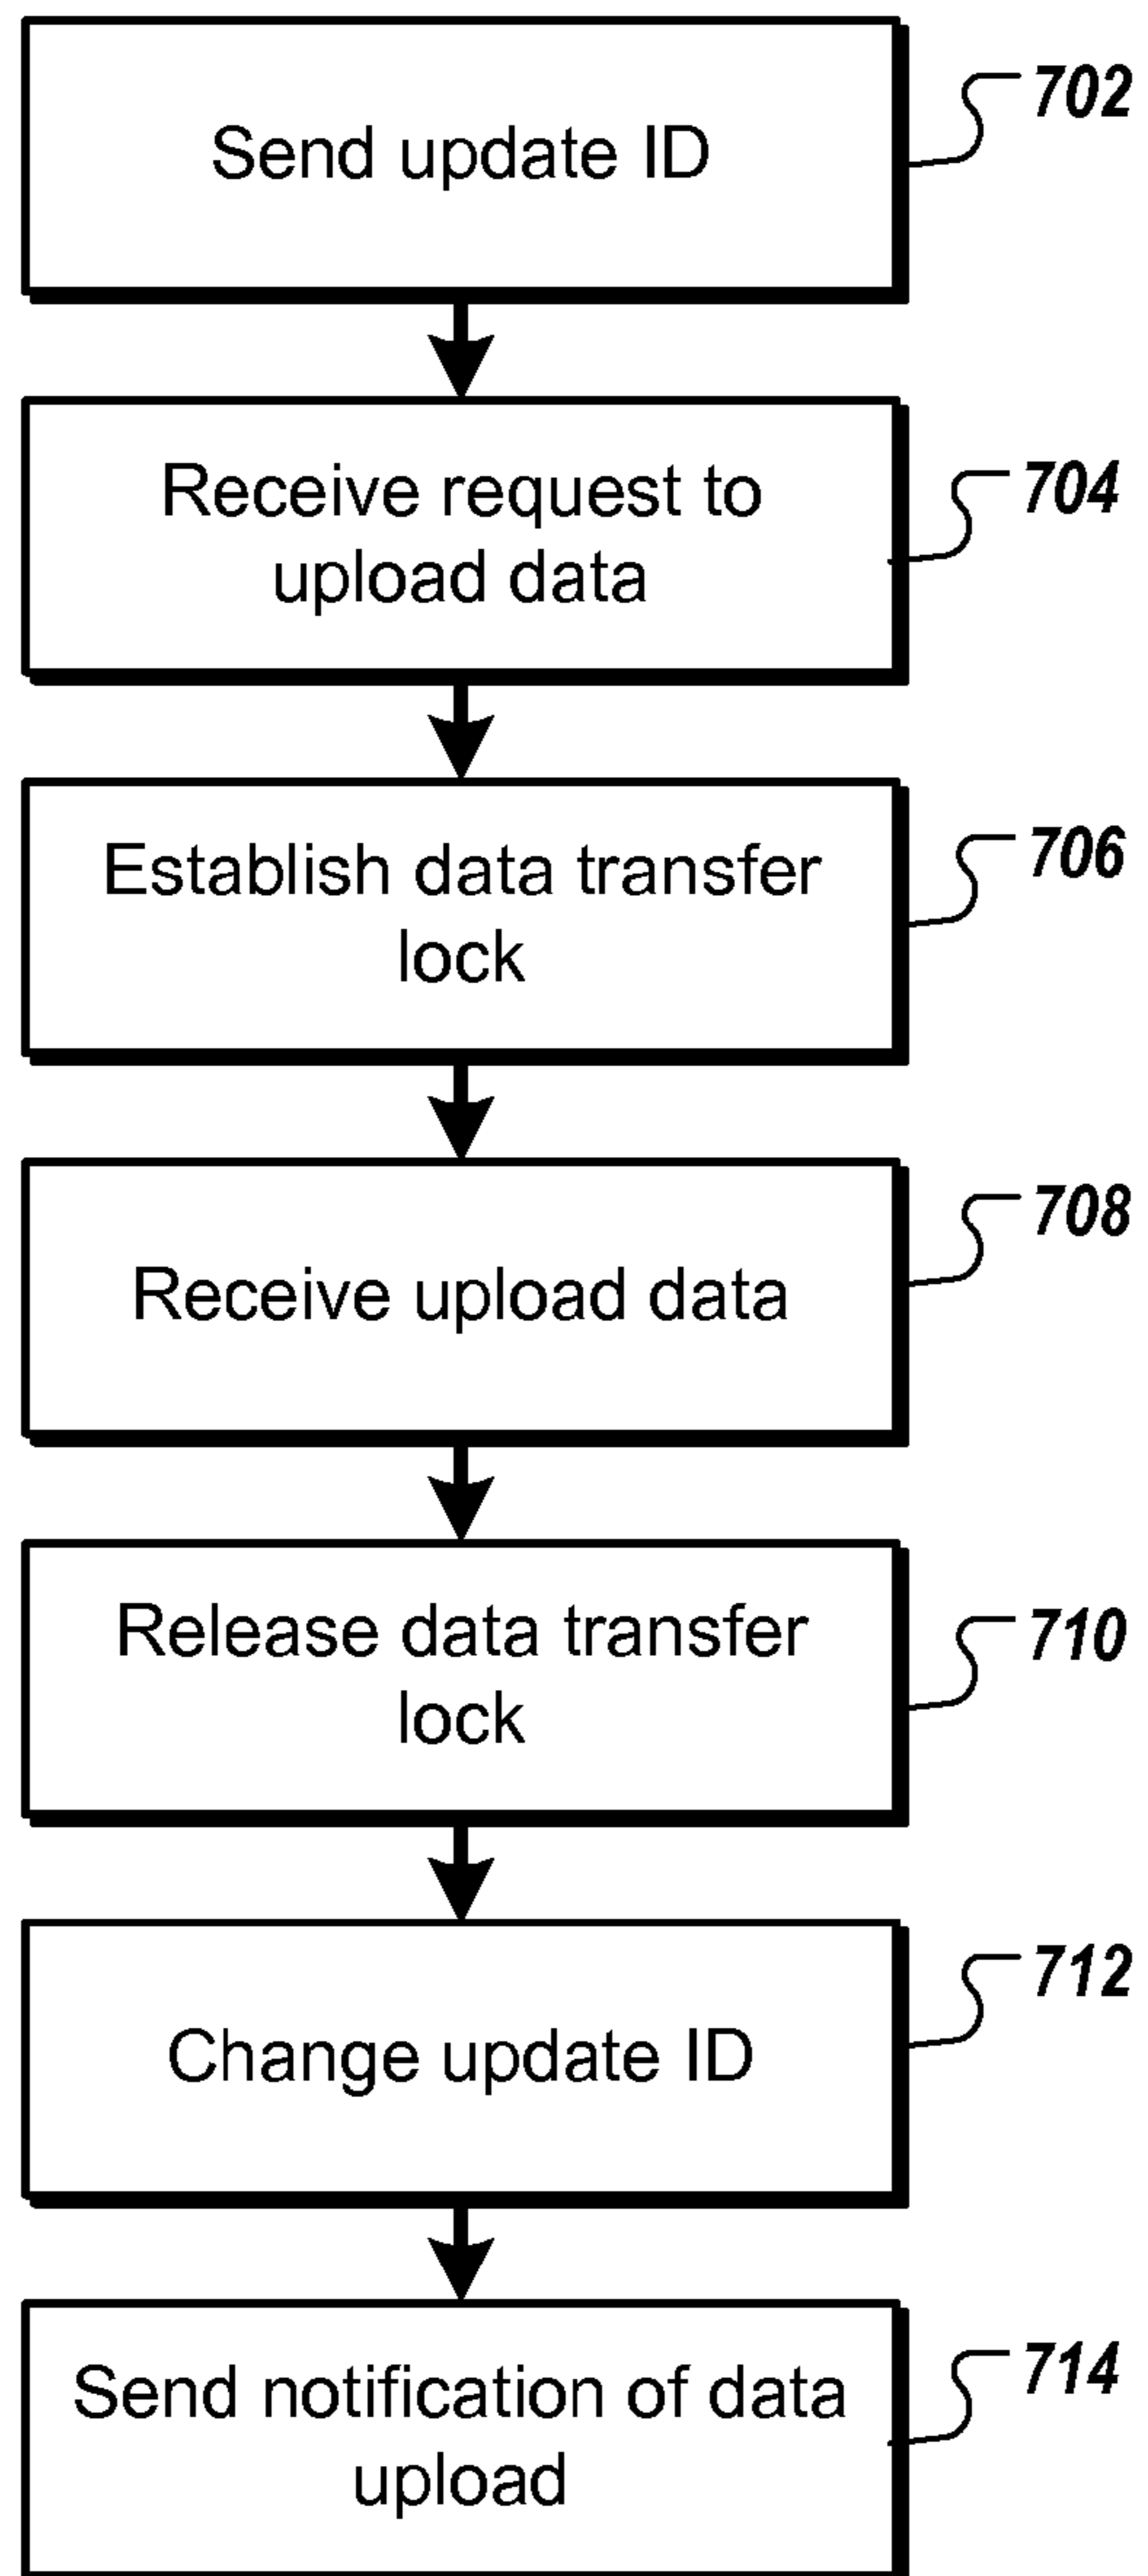 Send update ID
702
Receive request to
upload data
704
Establish data transfer
lock
706
Receive upload data
708
Release data transfer
lock
710
Change update ID
712
Send notification of data
upload
714